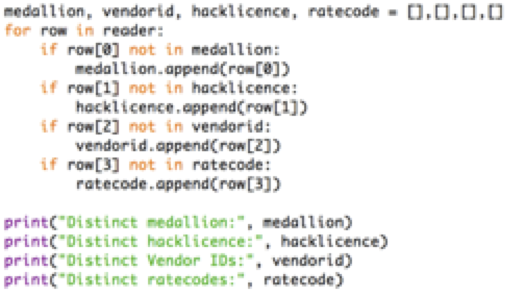 medallion, vendorid, hacklicence, ratecode = [],[],[],[]
for row in reader:
    if row[0] not in medallion:
        medallion.append(row[0])
    if row[1] not in hacklicence:
        hacklicence.append(row[1])
    if row[2] not in vendorid:
        vendorid.append(row[2])
    if row[3] not in ratecode:
        ratecode.append(row[3])

print("Distinct medallion:", medallion)
print("Distinct hacklicence:", hacklicence)
print("Distinct Vendor IDs:", vendorid)
print("Distinct ratecodes:", ratecode)